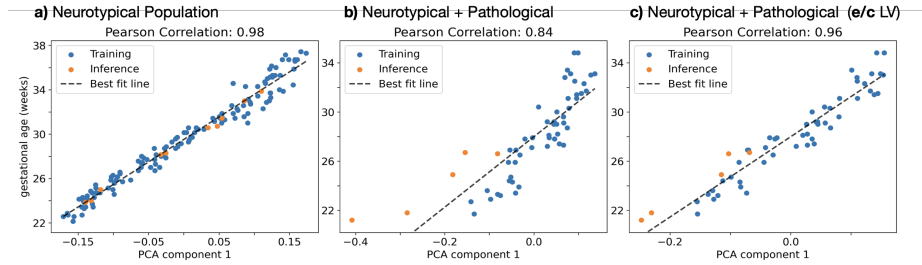 a) Neurotypical Population
Pearson Correlation: 0.98
38
34
30
26
22
gestational age (weeks)
Training
Inference
Best fit line
−0.15
−0.05
0.05
0.15
PCA component 1
b) Neurotypical + Pathological
Pearson Correlation: 0.84
34
30
26
22
Training
Inference
Best fit line
−0.4
−0.2
0.0
PCA component 1
c) Neurotypical + Pathological (e/c LV)
Pearson Correlation: 0.96
34
30
26
22
Training
Inference
Best fit line
−0.2
0.0
PCA component 1